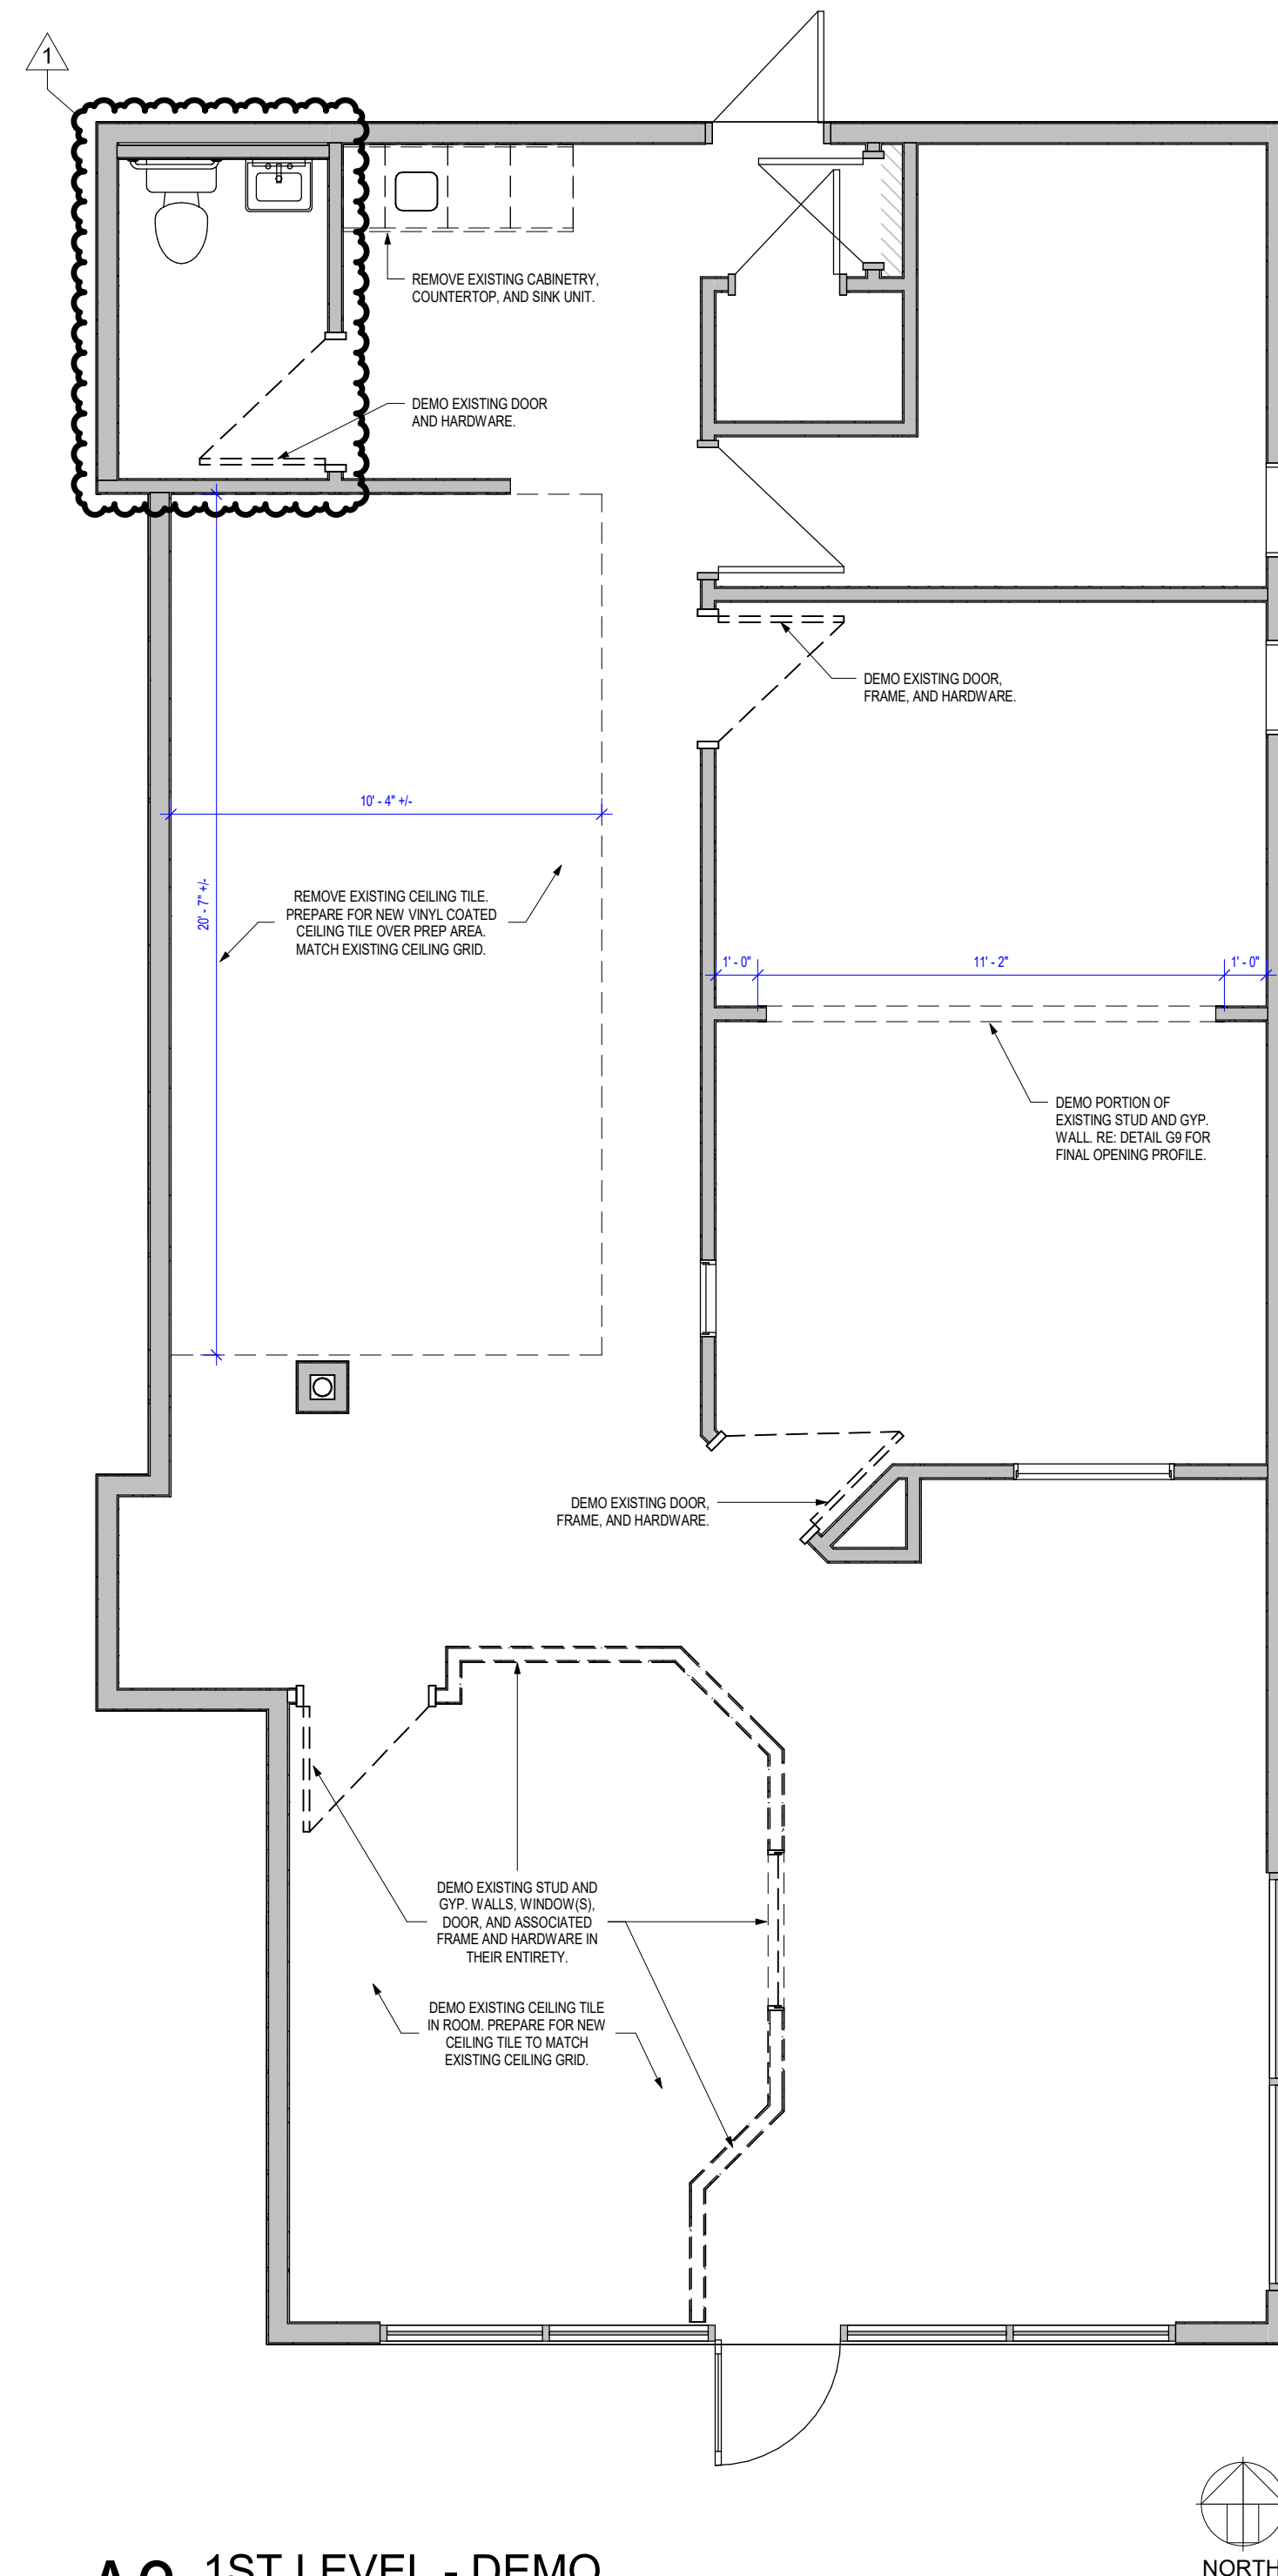 1
REMOVE EXISTING CABINETRY,
COUNTERTOP, AND SINK UNIT.
DEMO EXISTING DOOR
AND HARDWARE.
DEMO EXISTING DOOR,
FRAME, AND HARDWARE.
10' - 4" +/-
20' - 7" +/-
REMOVE EXISTING CEILING TILE.
PREPARE FOR NEW VINYL COATED
CEILING TILE OVER PREP AREA.
MATCH EXISTING CEILING GRID.
1' - 0"
11' - 2"
1' - 0"
DEMO PORTION OF
EXISTING STUD AND GYP.
WALL. RE: DETAIL G9 FOR
FINAL OPENING PROFILE.
DEMO EXISTING DOOR,
FRAME, AND HARDWARE.
DEMO EXISTING STUD AND
GYP. WALLS, WINDOW(S),
DOOR, AND ASSOCIATED
FRAME AND HARDWARE IN
THEIR ENTIRETY.
DEMO EXISTING CEILING TILE
IN ROOM. PREPARE FOR NEW
CEILING TILE TO MATCH
EXISTING CEILING GRID.
1ST LEVEL - DEMO
NORTH